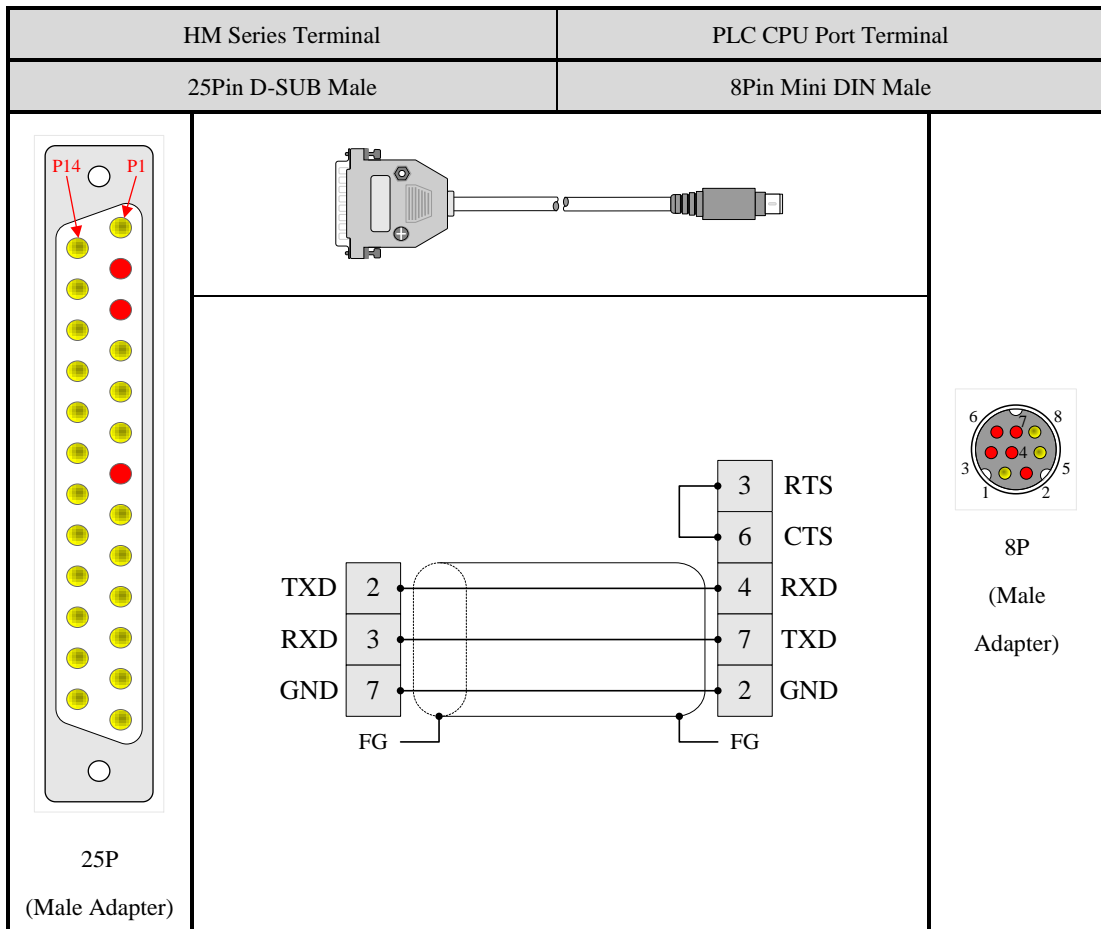 HM Series Terminal
PLC CPU Port Terminal
25Pin D-SUB Male
8Pin Mini DIN Male
P14 P1
25P
(Male Adapter)
3 RTS
6 CTS
TXD 2 4 RXD
RXD 3 7 TXD
GND 7 2 GND
FG FG
6 7 8
3 4 5
1 2
8P
(Male
Adapter)